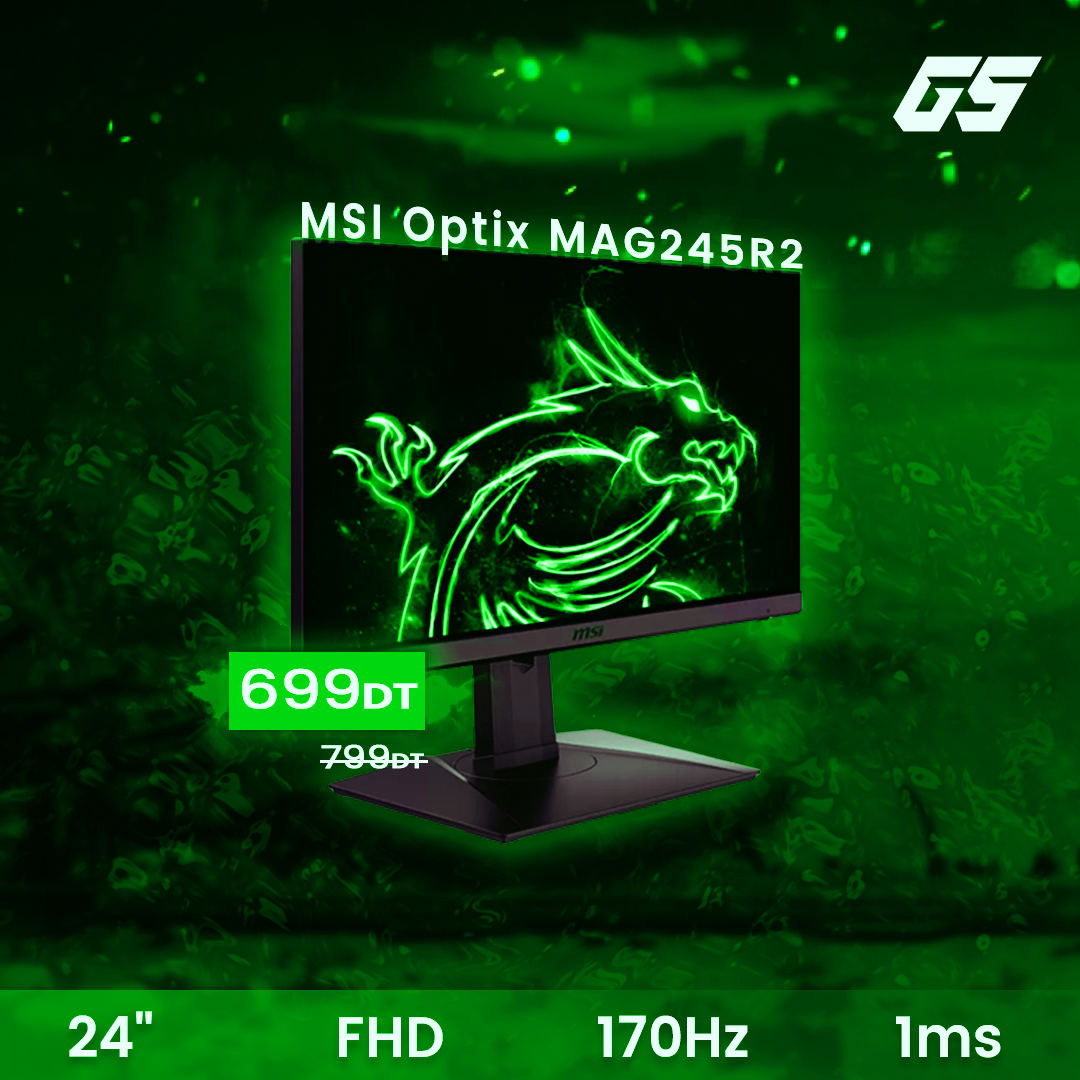 GS
MSI Optix MAG245R2
msi
699DT
799DT
24" FHD 170Hz 1ms